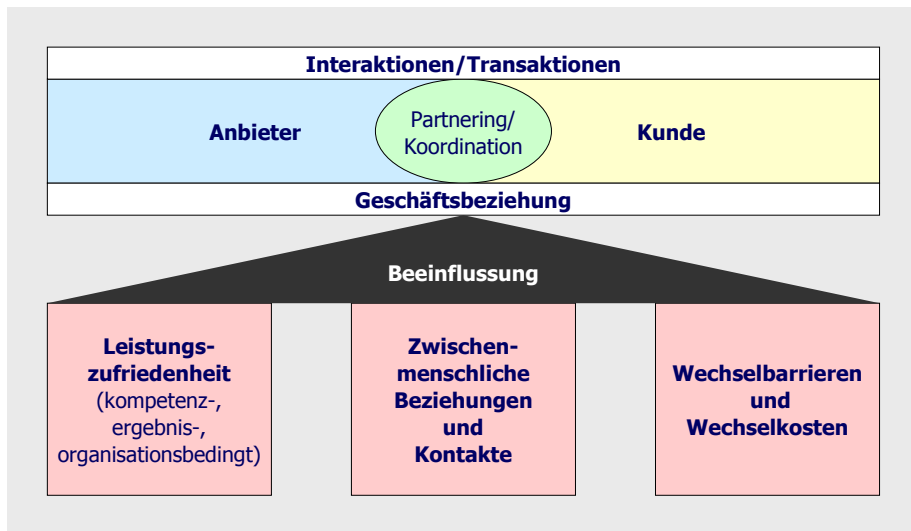 Interaktionen/Transaktionen
Anbieter
Partnering/
Koordination
Kunde
Geschäftsbeziehung
Beeinflussung
Leistungs-
zufriedenheit
(kompetenz-,
ergebnis-,
organisationsbedingt)
Zwischen-
menschliche
Beziehungen
und
Kontakte
Wechselbarrieren
und
Wechselkosten